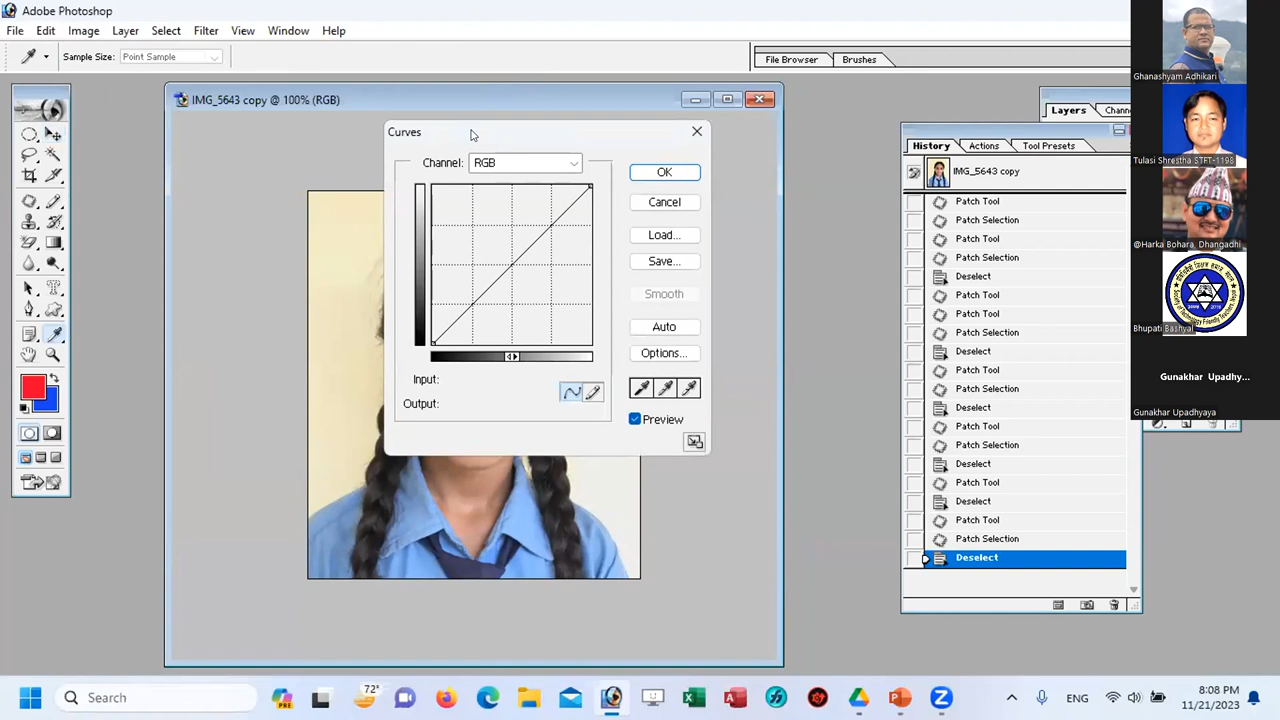 Adobe Photoshop
File Edit Image Layer Select Filter View Window Help
Sample Size: Point Sample
File Browser Brushes
IMG_5643 copy @ 100% (RGB)
Curves
Channel: RGB
OK
Cancel
Load...
Save...
Smooth
Auto
Options...
Input:
Output:
Preview
Layers Chann
History Actions Tool Presets
IMG_5643 copy
Patch Tool
Patch Selection
Patch Tool
Patch Selection
Deselect
Patch Tool
Patch Tool
Patch Selection
Deselect
Patch Tool
Patch Selection
Deselect
Patch Tool
Patch Selection
Deselect
Patch Tool
Deselect
Patch Tool
Patch Selection
Deselect
Ghanashyam Adhikari
Tulasi Shrestha STFT-1198
@Harka Bohara, Dhangadhi
Bhupati Bashyal
Gunakhar Upadhy...
Gunakhar Upadhyaya
Search
PRE
72°
ENG
8:08 PM
11/21/2023